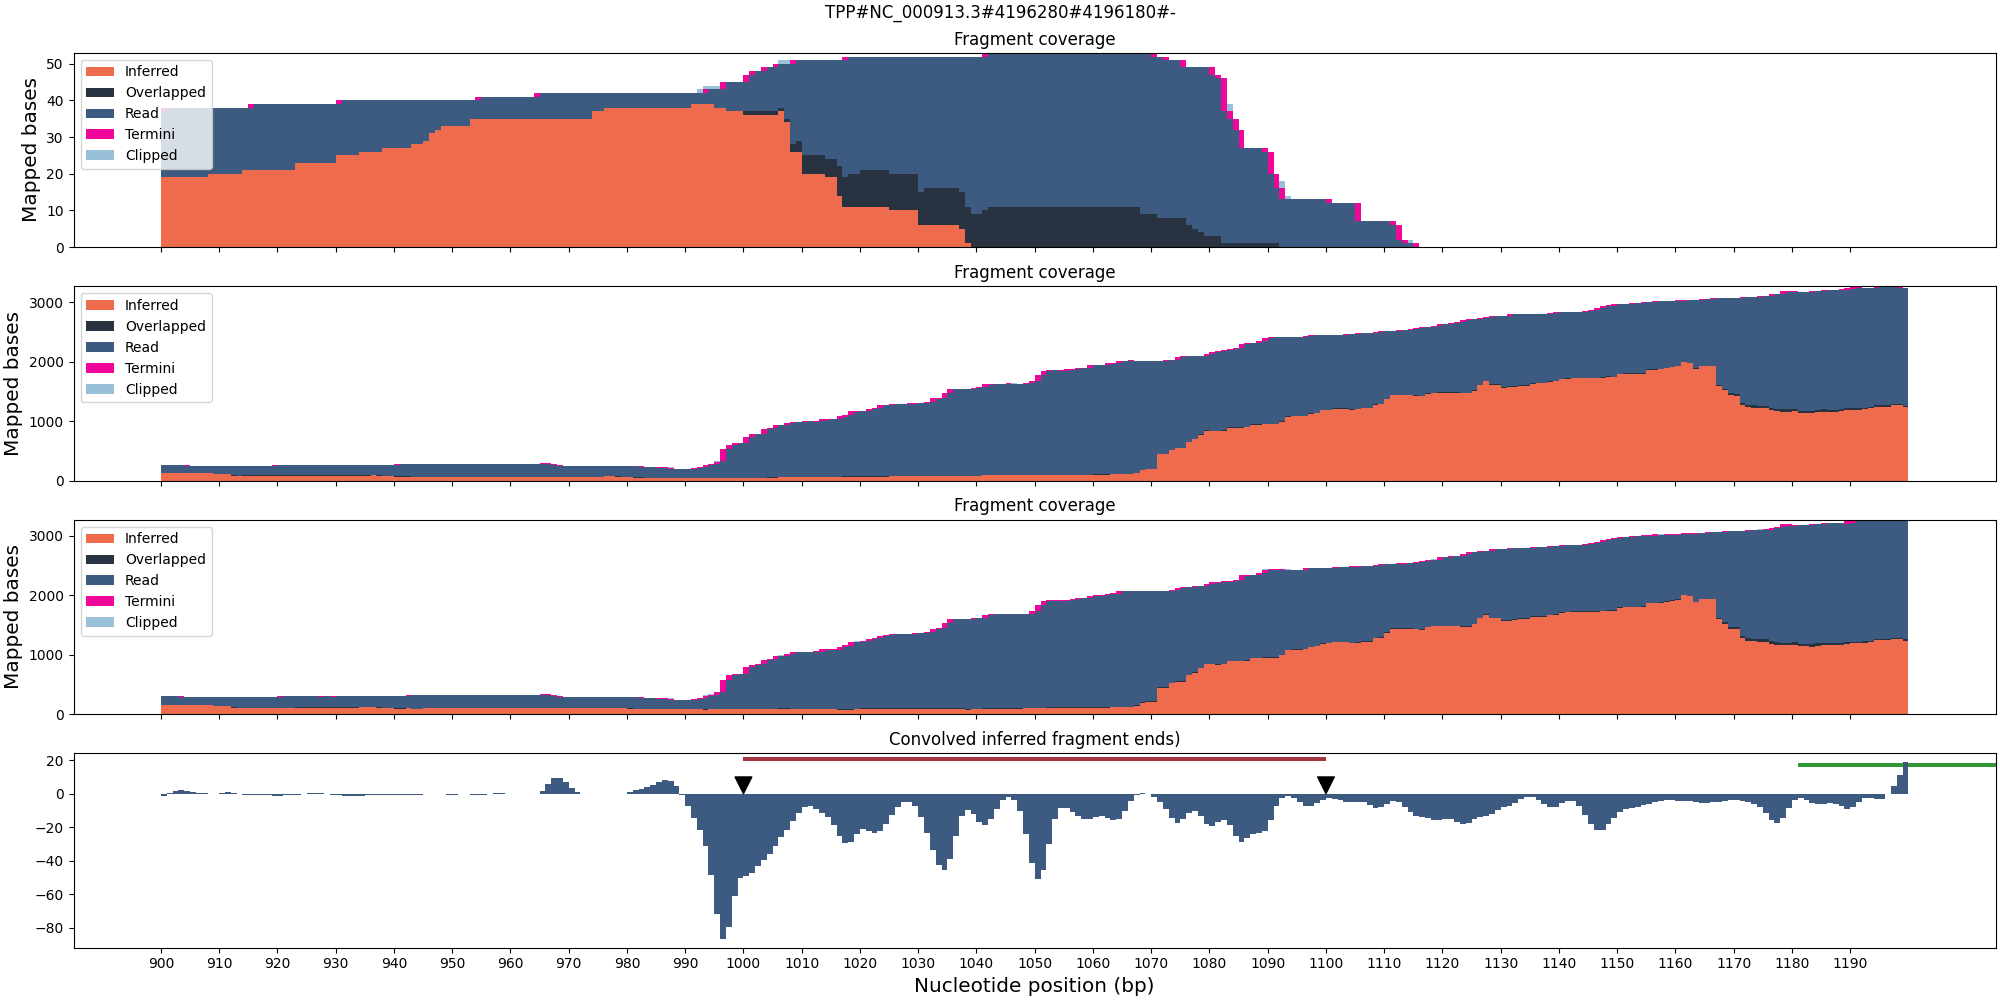 TPP#NC_000913.3#4196280#4196180#-
Fragment coverage
Mapped bases
50
40
30
20
10
0
Inferred
Overlapped
Read
Termini
Clipped
Fragment coverage
Mapped bases
3000
2000
1000
0
Inferred
Overlapped
Read
Termini
Clipped
Fragment coverage
Mapped bases
3000
2000
1000
0
Inferred
Overlapped
Read
Termini
Clipped
Convolved inferred fragment ends)
20
0
−20
−40
−60
−80
900 910 920 930 940 950 960 970 980 990 1000 1010 1020 1030 1040 1050 1060 1070 1080 1090 1100 1110 1120 1130 1140 1150 1160 1170 1180 1190
Nucleotide position (bp)